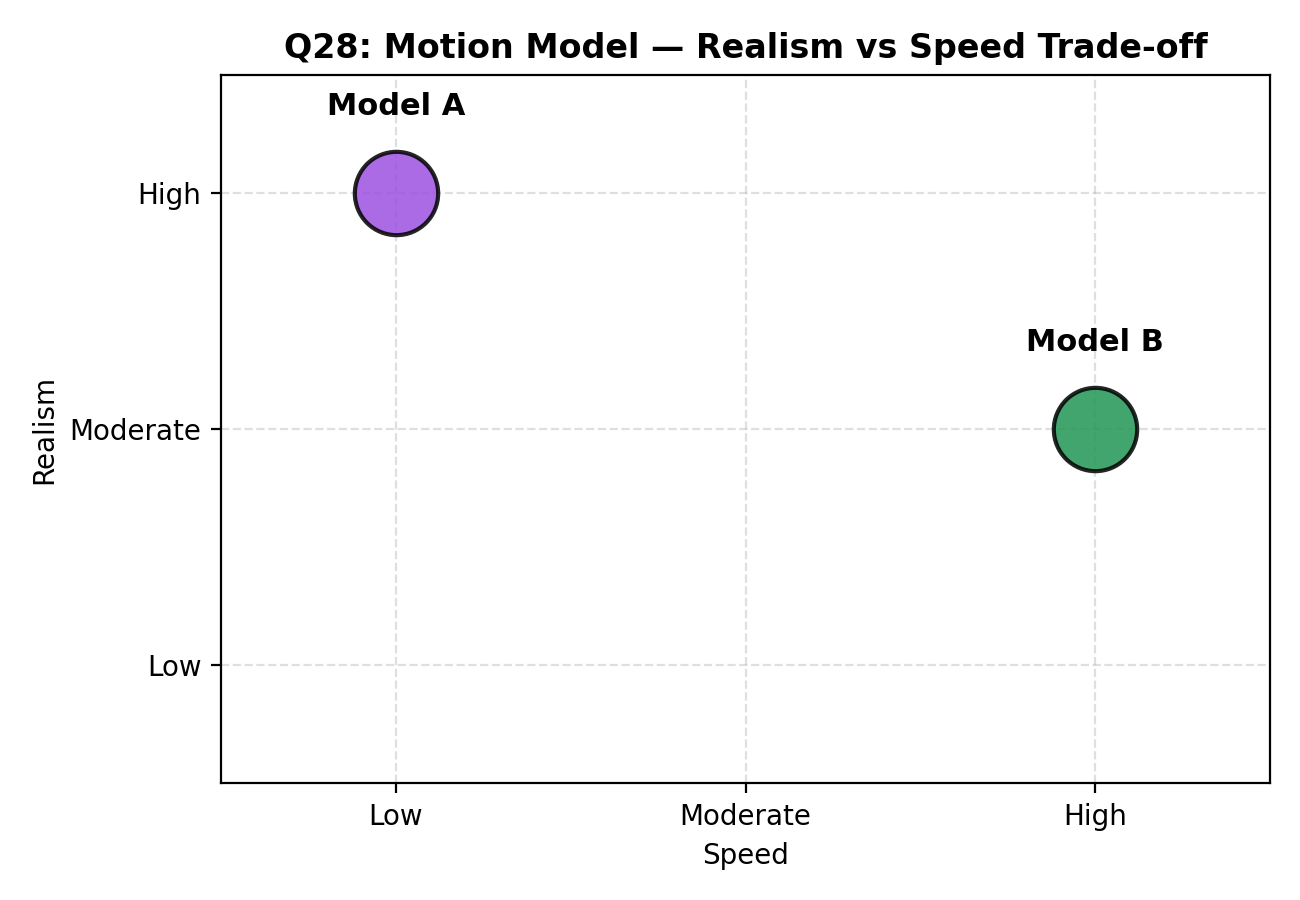 Q28: Motion Model — Realism vs Speed Trade-off
Model A
High
Model B
Realism
Moderate
Low
Low
Moderate
High
Speed